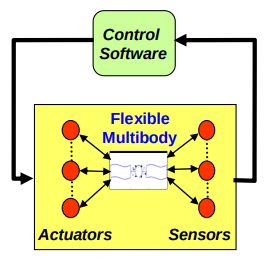 Control
Software
Flexible
Multibody
Actuators
Sensors